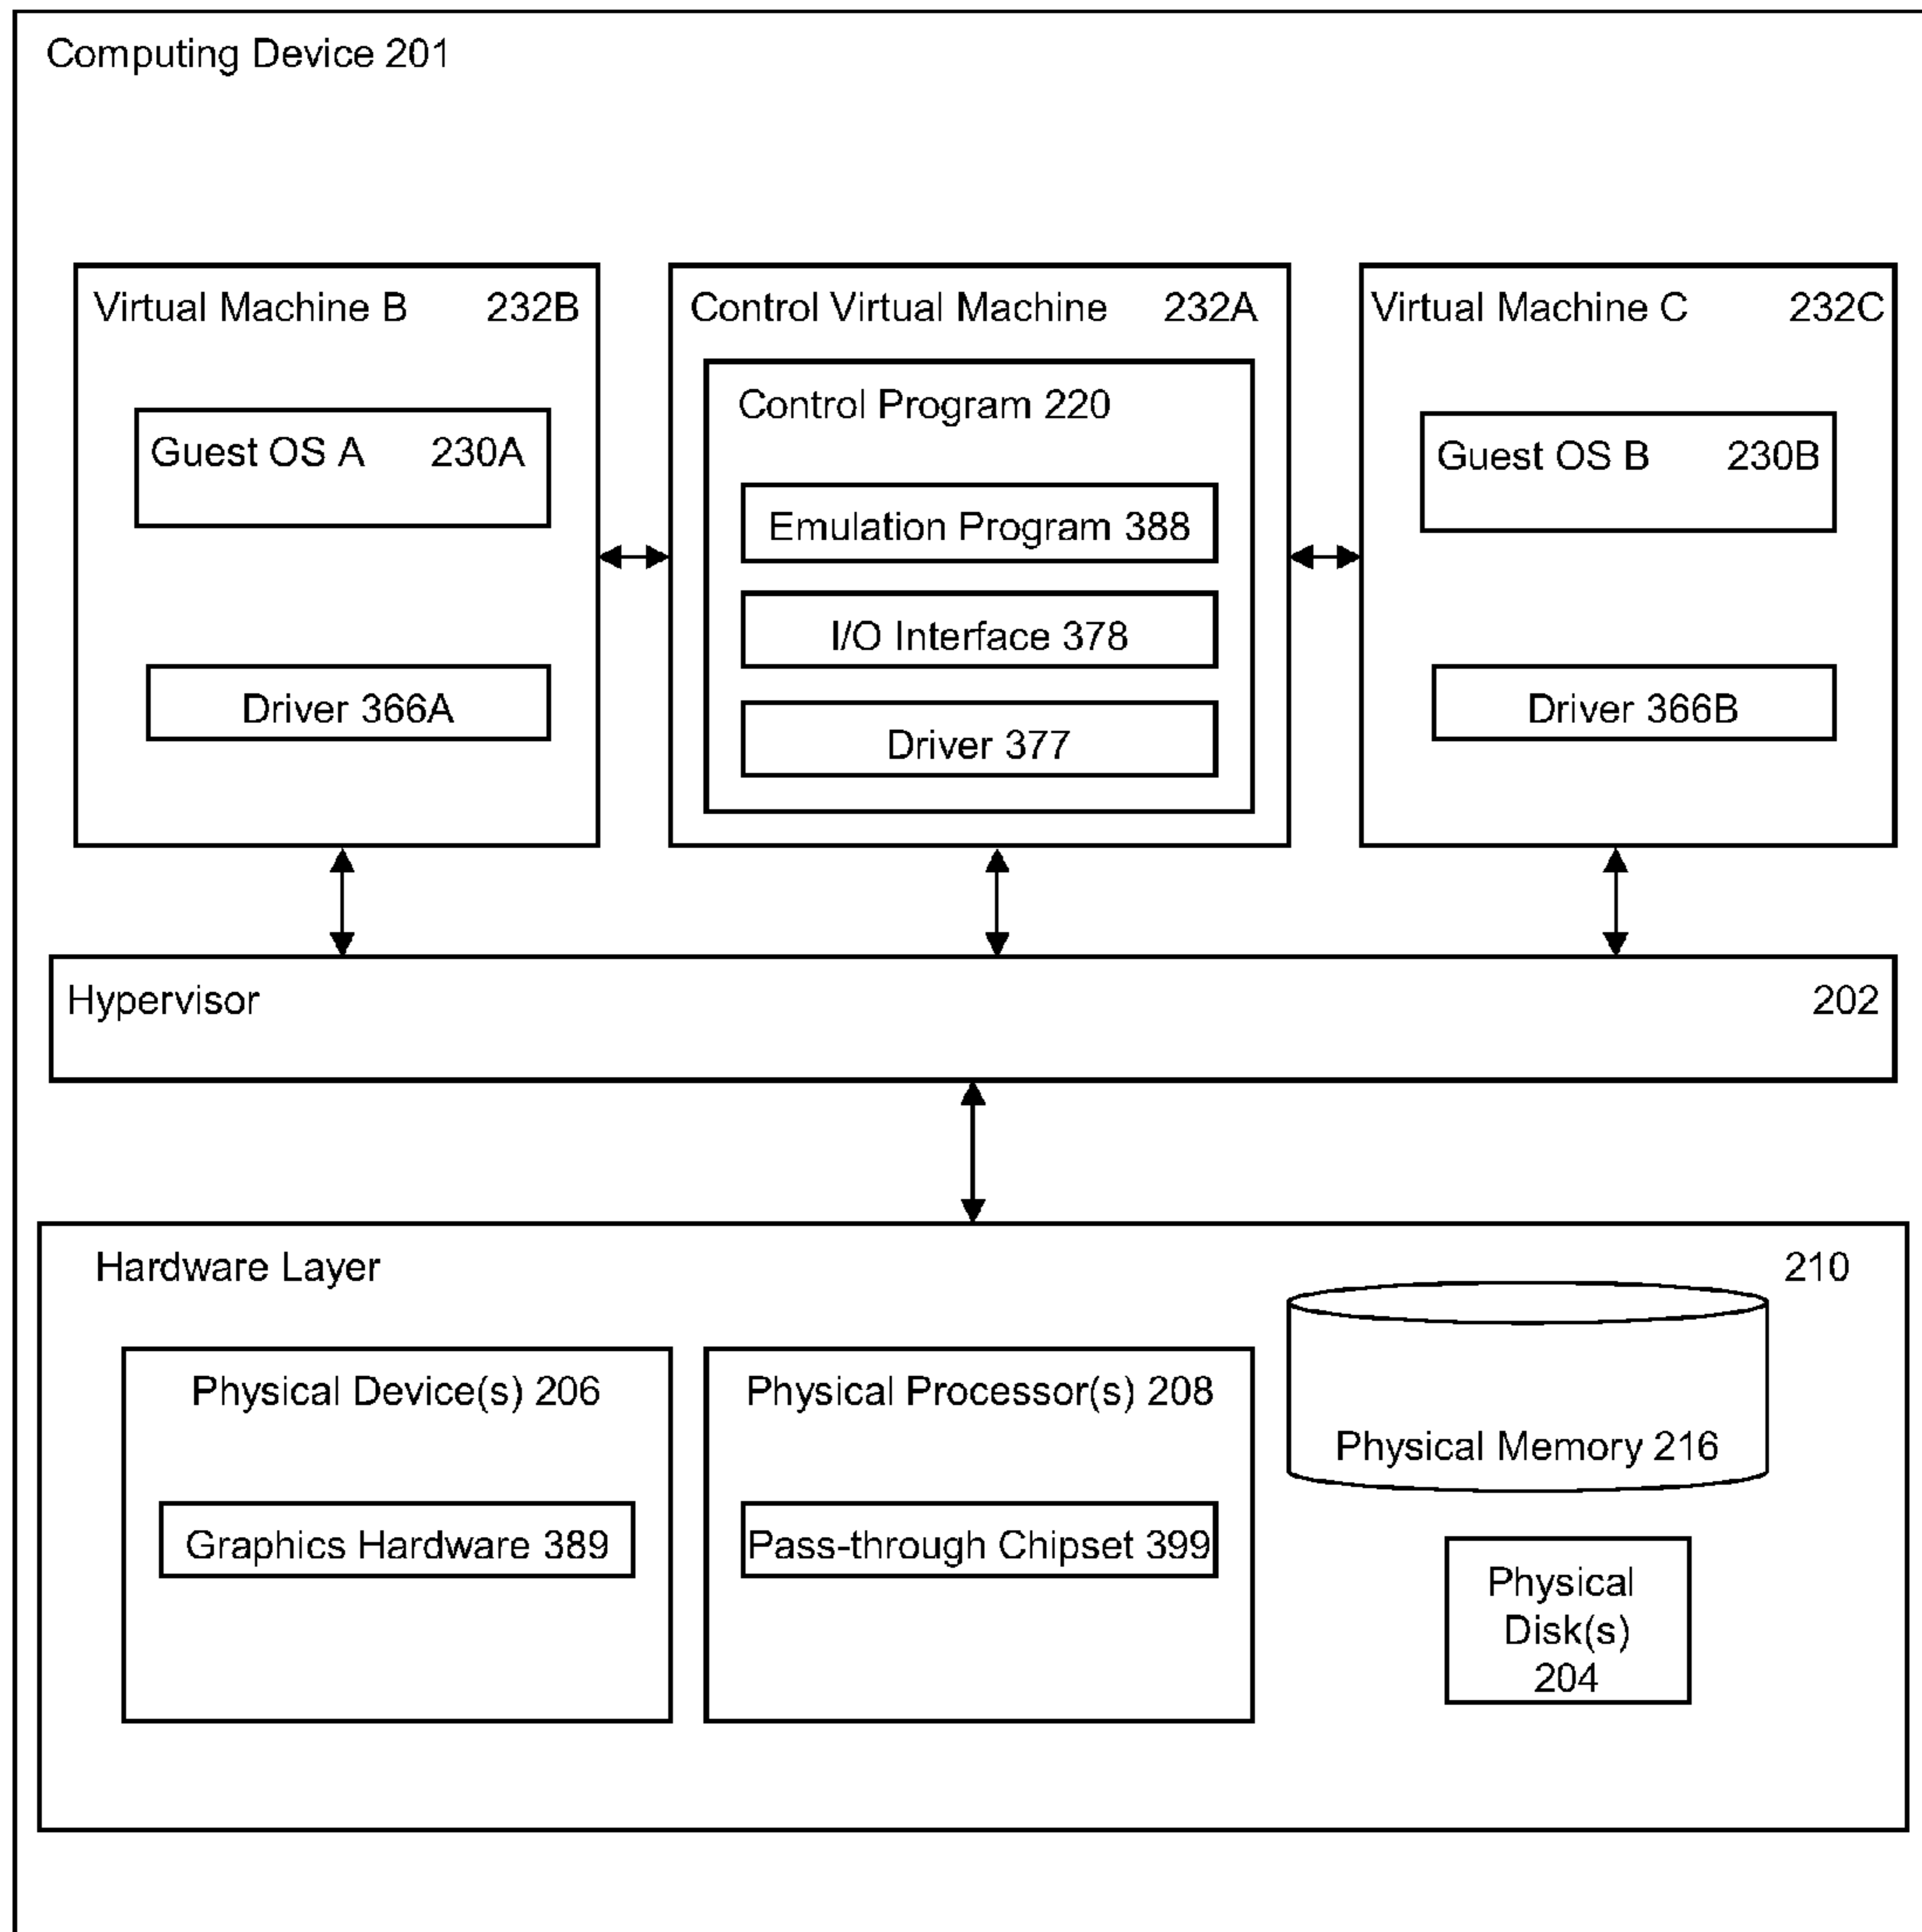 Computing Device 201
Virtual Machine B 232B
Guest OS A 230A
Driver 366A
Control Virtual Machine 232A
Control Program 220
Emulation Program 388
I/O Interface 378
Driver 377
Virtual Machine C 232C
Guest OS B 230B
Driver 366B
Hypervisor 202
Hardware Layer 210
Physical Device(s) 206
Graphics Hardware 389
Physical Processor(s) 208
Pass-through Chipset 399
Physical Memory 216
Physical
Disk(s)
204